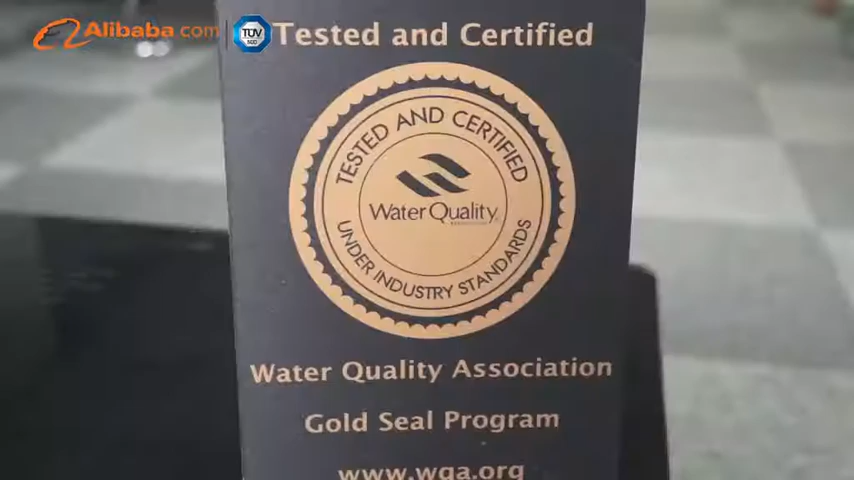 Alibaba.com
TÜV
Tested and Certified
TESTED AND CERTIFIED
Water Quality
UNDER INDUSTRY STANDARDS
Water Quality Association
Gold Seal Program
www.wqa.org